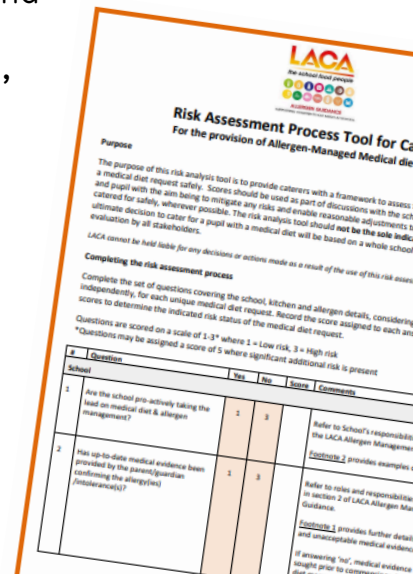 ,
LACA
the school food people
ALLERGEN GUIDANCE
Risk Assessment Process Tool for Ca
For the provision of Allergen-Managed Medical die
Purpose
The purpose of this risk analysis tool is to provide caterers with a framework to assess
a medical diet request safely. Scores should be used as part of discussions with the sch
and pupil with the aim being to mitigate any risks and enable reasonable adjustments t
catered for safely, wherever possible. The risk analysis tool should not be the sole indic
ultimate decision to cater for a pupil with a medical diet will be based on a whole school
evaluation by all stakeholders.
LACA cannot be held liable for any decisions or actions made as a result of the use of this risk asses
Completing the risk assessment process
Complete the set of questions covering the school, kitchen and allergen details, considering
independently, for each unique medical diet request. Record the score assigned to each ans
scores to determine the indicated risk status of the medical diet request.
Questions are scored on a scale of 1-3* where 1 = Low risk, 3 = High risk
*Questions may be assigned a score of 5 where significant additional risk is present
# Question Yes No Score Comments
School
1 Are the school pro-actively taking the
lead on medical diet & allergen
management?
1 3
Refer to School's responsibiliti
the LACA Allergen Managemen
Footnote 2 provides examples o
2 Has up-to-date medical evidence been
provided by the parent/guardian
confirming the allergy(ies)
/intolerance(s)?
1 3
Refer to roles and responsibilities
in section 2 of LACA Allergen Ma
Guidance.
Footnote 1 provides further detail
and unacceptable medical evidenc
If answering 'no', medical evidence
sought prior to